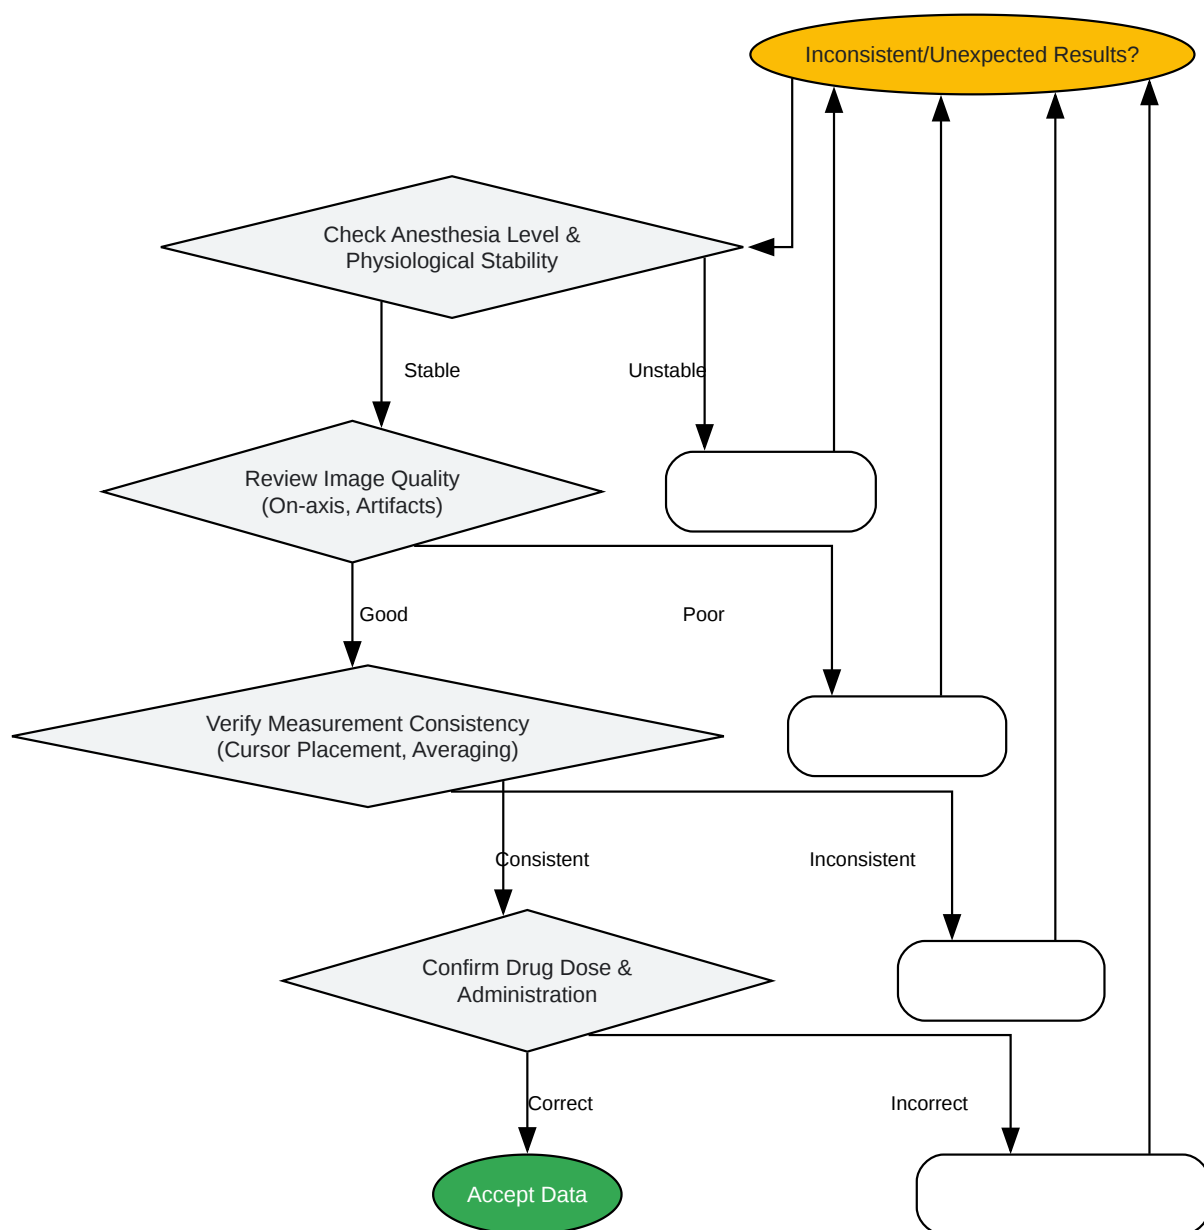 Inconsistent/Unexpected Results?
Check Anesthesia Level &
Physiological Stability
Stable
Unstable
Review Image Quality
(On-axis, Artifacts)
Good
Poor
Verify Measurement Consistency
(Cursor Placement, Averaging)
Consistent
Inconsistent
Confirm Drug Dose &
Administration
Correct
Incorrect
Accept Data